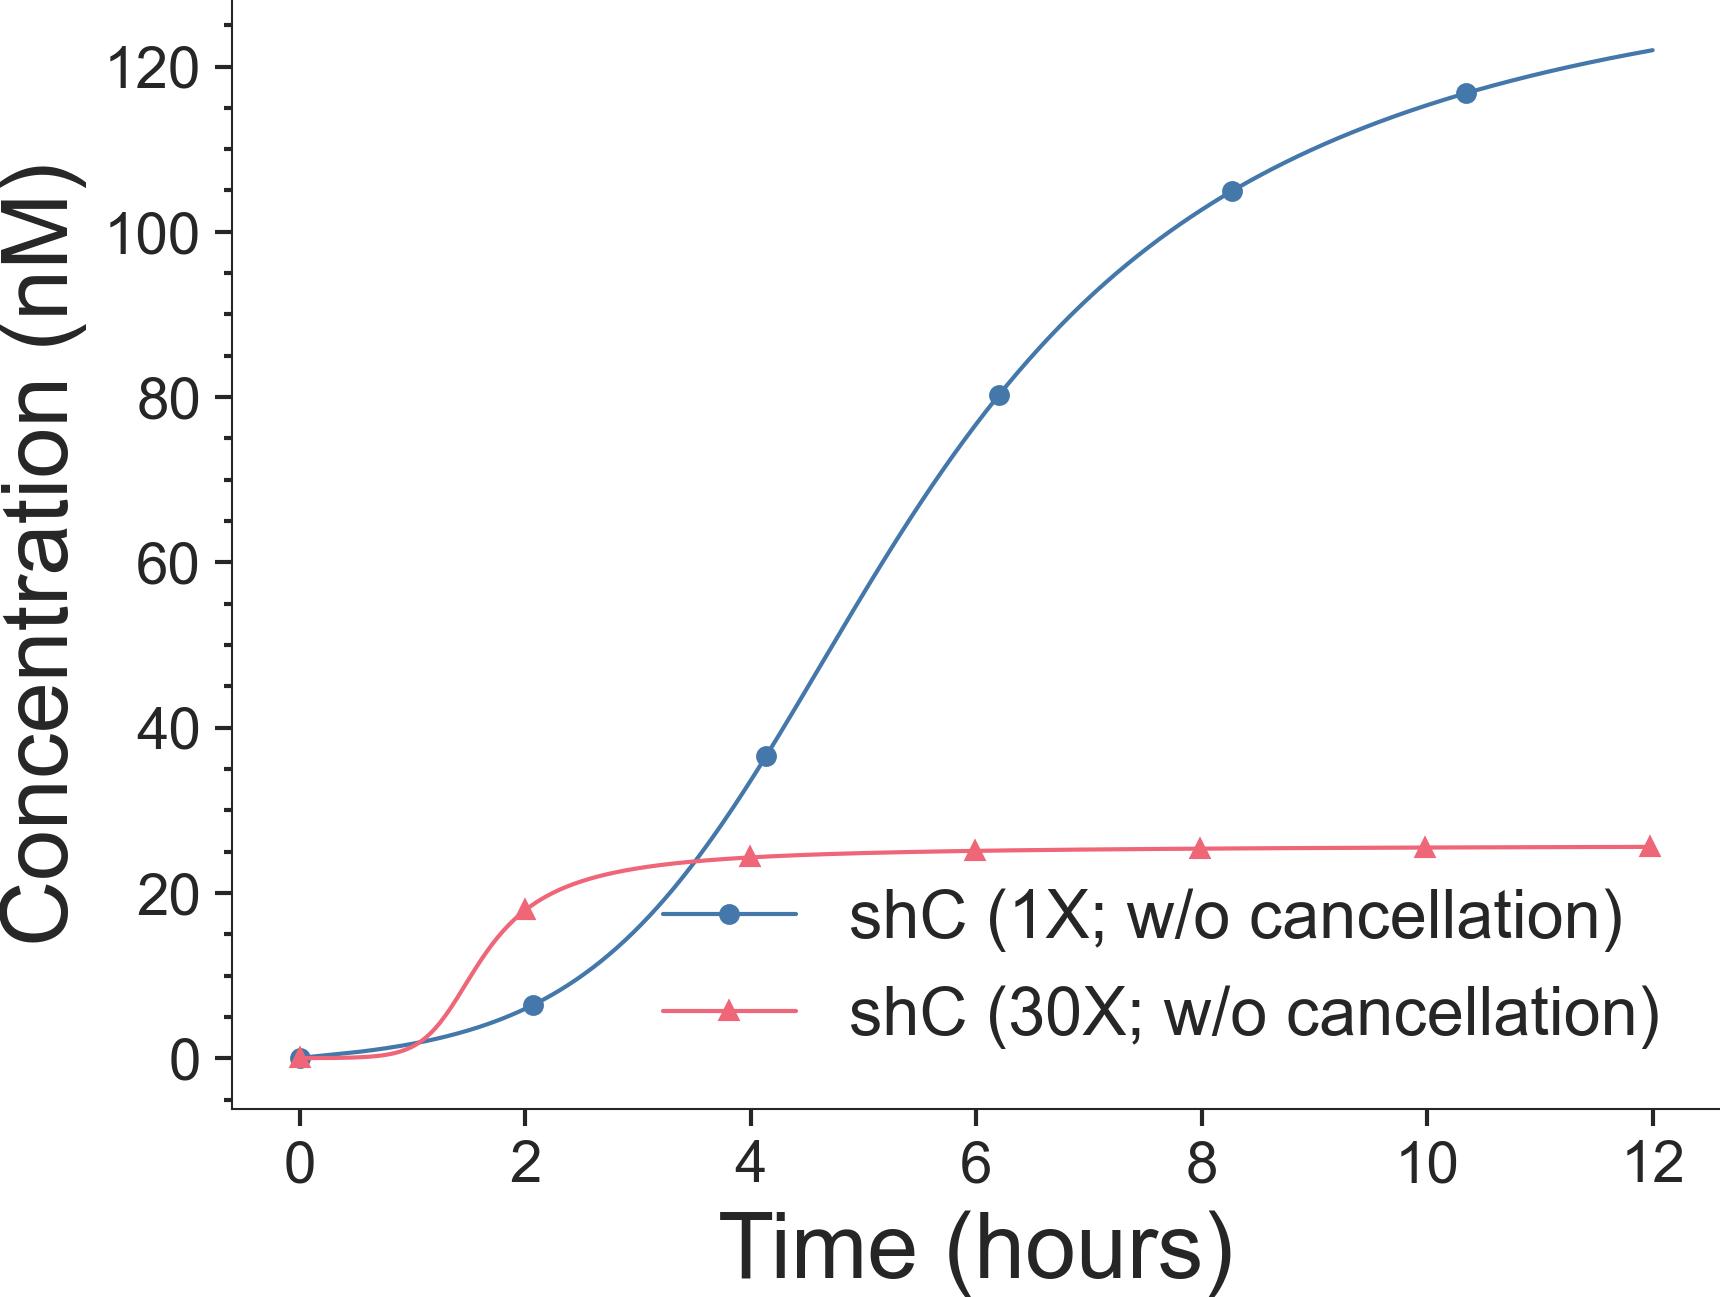 Concentration (nM)
120
100
80
60
40
20
0
shC (1X; w/o cancellation)
shC (30X; w/o cancellation)
0 2 4 6 8 10 12
Time (hours)